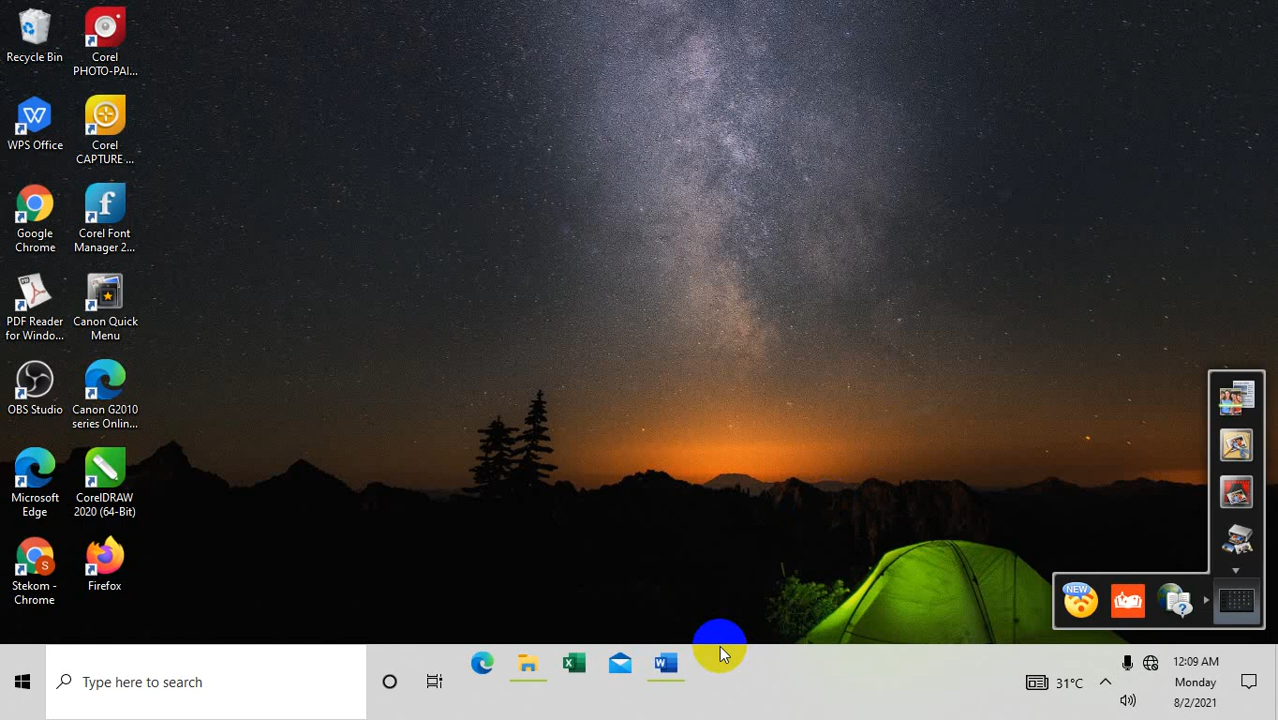 Recycle Bin
Corel
PHOTO-PAI...
WPS Office
Corel
CAPTURE ...
Google
Chrome
Corel Font
Manager 2...
PDF Reader
for Windo...
Canon Quick
Menu
OBS Studio
Canon G2010
series Onlin...
Microsoft
Edge
CorelDRAW
2020 (64-Bit)
Stekom -
Chrome
Firefox
NEW
Type here to search
31°C
12:09 AM
Monday
8/2/2021